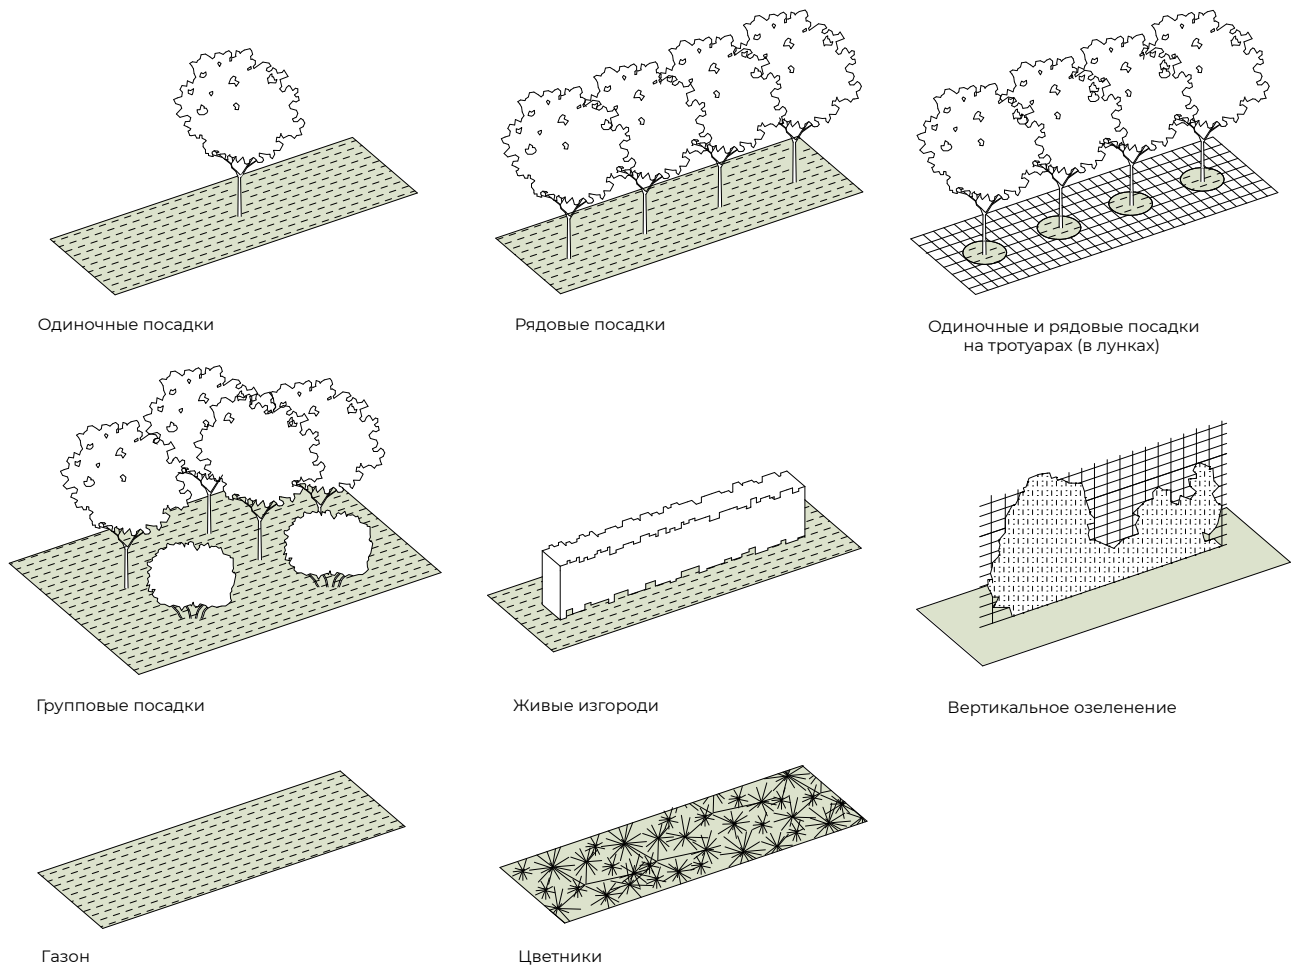 Одиночные посадки
Рядовые посадки
Одиночные и рядовые посадки
на тротуарах (в лунках)
Групповые посадки
Живые изгороди
Вертикальное озеленение
Газон
Цветники